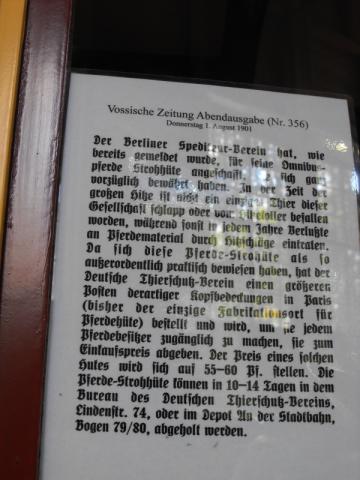 Vossische Zeitung Abendausgabe (Nr. 356)
Donnerstag 1. August 1901
Der Berliner Spediteur-Verein hat, wie
bereits gemeldet wurde, für seine Omnibus-
pferde Strohhüte angeschafft, die sich ganz
vorzüglich bewährt haben. In der Zeit der
großen Hitze ist nicht ein einziges Thier dieser
Gesellschaft schlapp oder von befallen
worden, während sonst in jedem Jahre Verluste
an Pferdematerial durch Hitzschläge eintraten.
Da sich diese Pferde-Strohhüte als so
außerordentlich praktisch bewiesen haben, hat der
Deutsche Thierschutz-Verein einen größeren
Posten derartiger Kopfbedeckungen in Paris
(bisher der einzige Fabrikationsort für
Pferdehüte) bestellt und wird, um sie jedem
Pferdebesitzer zugänglich zu machen, sie zum
Einkaufspreis abgeben. Der Preis eines solchen
Hutes wird sich auf 55–60 Pf. stellen. Die
Pferde-Strohhüte können in 10–14 Tagen in dem
Bureau des Deutschen Thierschutz-Vereins,
Lindenstr. 74, oder im Depot An der Stadtbahn,
Bogen 79/80, abgeholt werden.